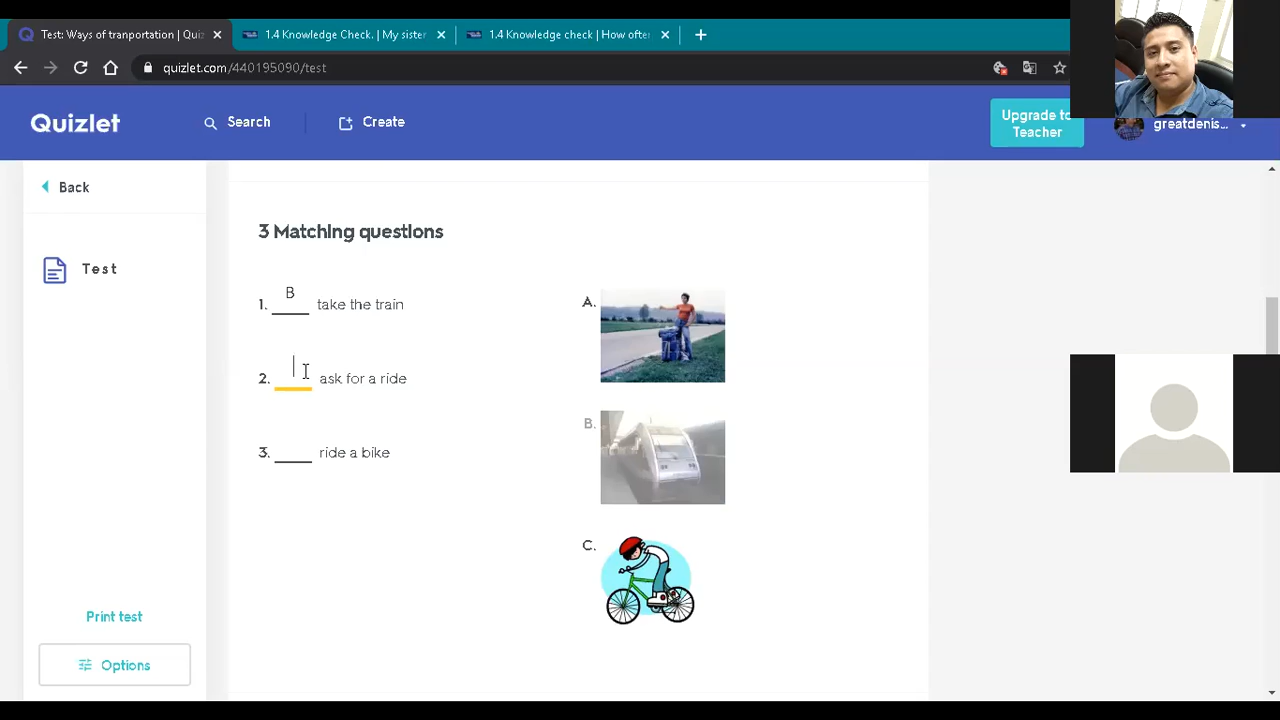 Test: Ways of tranportation | Quiz
1.4 Knowledge Check. | My sister
1.4 Knowledge check | How ofte
quizlet.com/440195090/test
Quizlet
Search
Create
Upgrade to
Teacher
greatdenis...
Back
Test
3 Matching questions
1. B take the train
A.
2. ask for a ride
B.
3. ride a bike
C.
Print test
Options